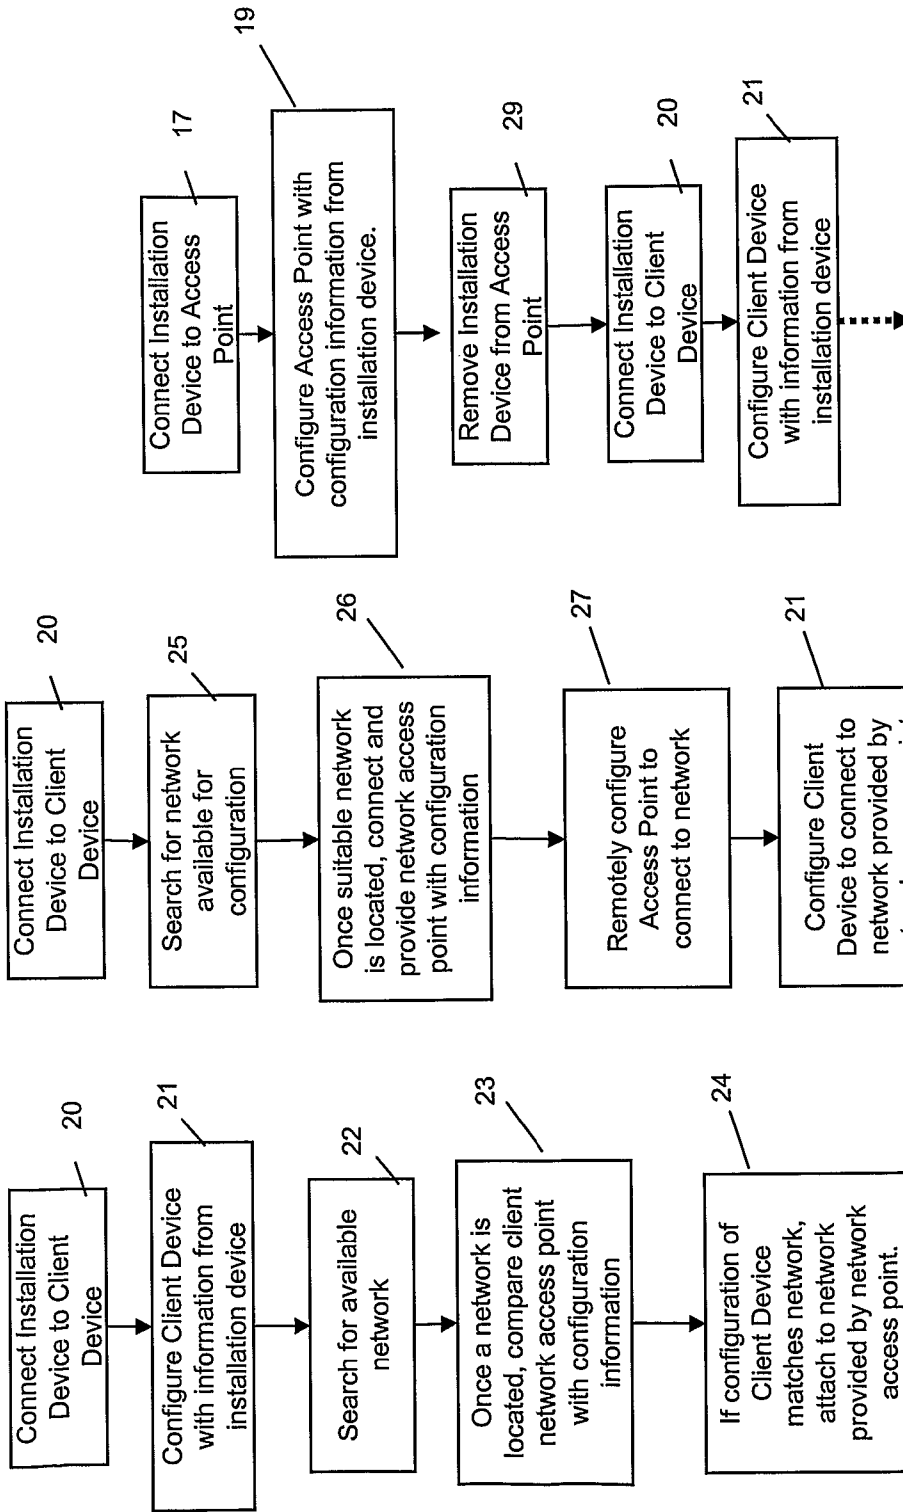 Connect Installation
Device to Client
Device
20
Configure Client Device
with information from
installation device
21
Search for available
network
22
Once a network is
located, compare client
network access point
with configuration
information
23
If configuration of
Client Device
matches network,
attach to network
provided by network
access point.
24
Connect Installation
Device to Client
Device
20
Search for network
available for
configuration
25
Once suitable network
is located, connect and
provide network access
point with configuration
information
26
Remotely configure
Access Point to
connect to network
27
Configure Client
Device to connect to
network provided by
21
Connect Installation
Device to Access
Point
17
Configure Access Point with
configuration information from
installation device.
19
Remove Installation
Device from Access
Point
29
Connect Installation
Device to Client
Device
20
Configure Client Device
with information from
installation device
21